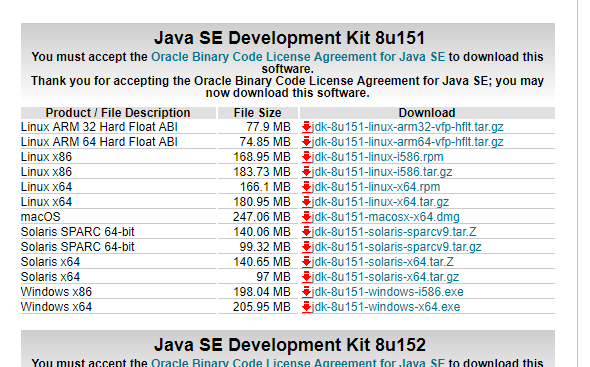 Java SE Development Kit 8u151
You must accept the Oracle Binary Code License Agreement for Java SE to download this
software.
Thank you for accepting the Oracle Binary Code License Agreement for Java SE; you may
now download this software.
Product / File Description File Size Download
Linux ARM 32 Hard Float ABI 77.9 MB jdk-8u151-linux-arm32-vfp-hflt.tar.gz
Linux ARM 64 Hard Float ABI 74.85 MB jdk-8u151-linux-arm64-vfp-hflt.tar.gz
Linux x86 168.95 MB jdk-8u151-linux-i586.rpm
Linux x86 183.73 MB jdk-8u151-linux-i586.tar.gz
Linux x64 166.1 MB jdk-8u151-linux-x64.rpm
Linux x64 180.95 MB jdk-8u151-linux-x64.tar.gz
macOS 247.06 MB jdk-8u151-macosx-x64.dmg
Solaris SPARC 64-bit 140.06 MB jdk-8u151-solaris-sparcv9.tar.Z
Solaris SPARC 64-bit 99.32 MB jdk-8u151-solaris-sparcv9.tar.gz
Solaris x64 140.65 MB jdk-8u151-solaris-x64.tar.Z
Solaris x64 97 MB jdk-8u151-solaris-x64.tar.gz
Windows x86 198.04 MB jdk-8u151-windows-i586.exe
Windows x64 205.95 MB jdk-8u151-windows-x64.exe
Java SE Development Kit 8u152
You must accept the Oracle Binary Code License Agreement for Java SE to download this